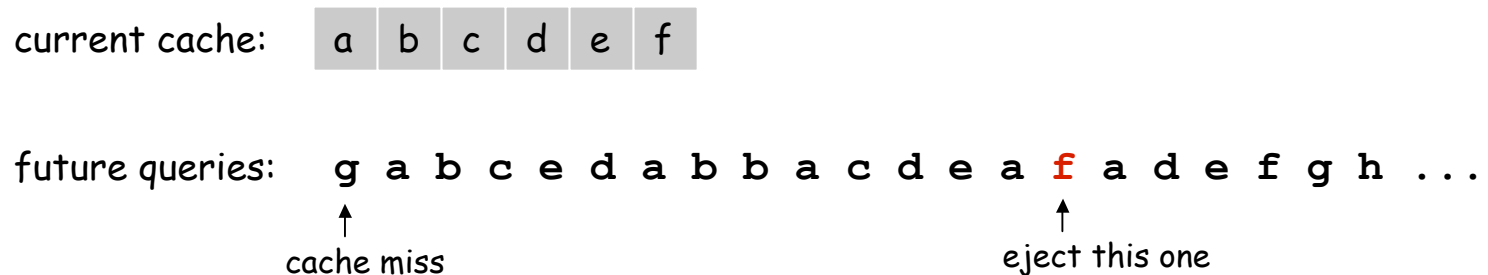 current cache: a b c d e f
future queries: g a b c e d a b b a c d e a f a d e f g h ...
cache miss
eject this one